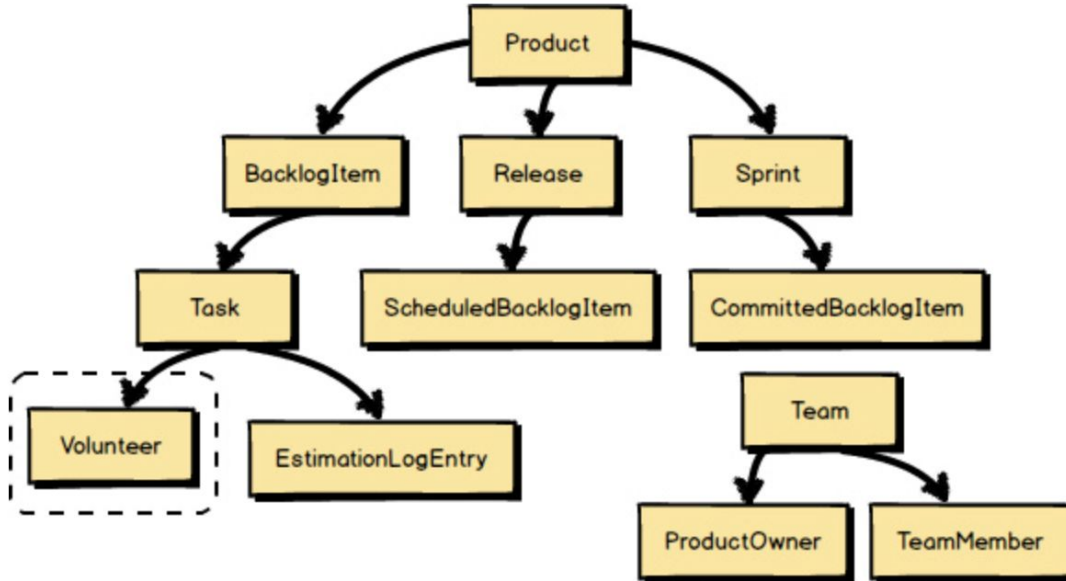 Product
BacklogItem
Release
Sprint
Task
ScheduledBacklogItem
CommittedBacklogItem
Volunteer
EstimationLogEntry
Team
ProductOwner
TeamMember